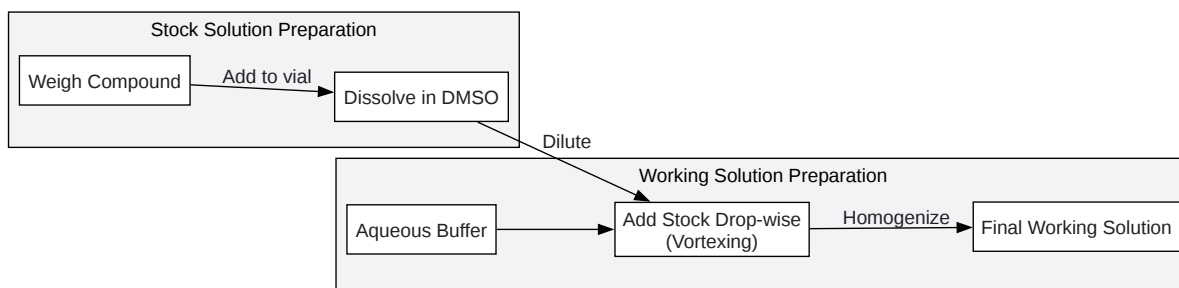 Stock Solution Preparation
Weigh Compound
Add to vial
Dissolve in DMSO
Dilute
Working Solution Preparation
Aqueous Buffer
Add Stock Drop-wise
(Vortexing)
Homogenize
Final Working Solution